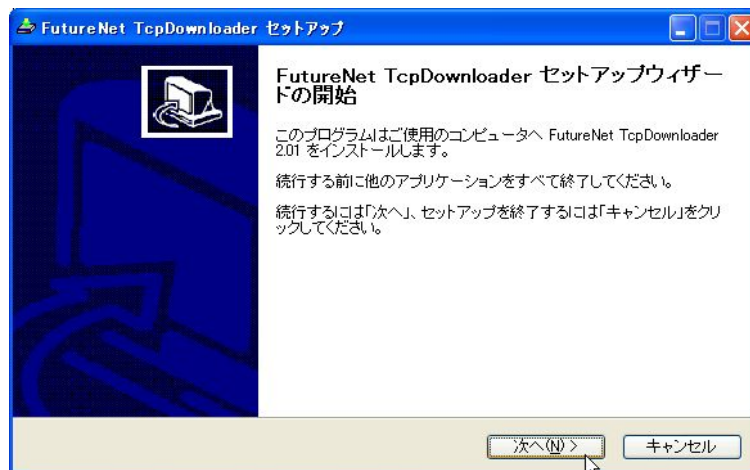 FutureNet TcpDownloader セットアップ
FutureNet TcpDownloader セットアップウィザー
ドの開始
このプログラムはご使用のコンピュータへ FutureNet TcpDownloader
2.01 をインストールします。
続行する前に他のアプリケーションをすべて終了してください。
続行するには「次へ」、セットアップを終了するには「キャンセル」をクリ
ックしてください。
次へ(N) >
キャンセル